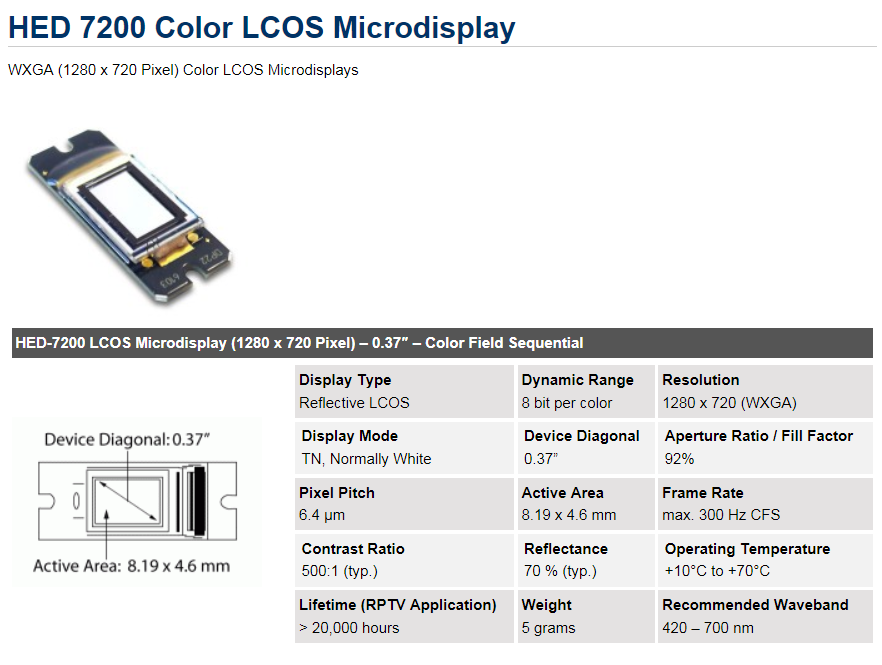 HED 7200 Color LCOS Microdisplay
WXGA (1280 x 720 Pixel) Color LCOS Microdisplays
6103
DP22
HED-7200 LCOS Microdisplay (1280 x 720 Pixel) – 0.37″ – Color Field Sequential
Device Diagonal: 0.37”
Active Area: 8.19 x 4.6 mm
Display Type
Reflective LCOS
Dynamic Range
8 bit per color
Resolution
1280 x 720 (WXGA)
Display Mode
TN, Normally White
Device Diagonal
0.37”
Aperture Ratio / Fill Factor
92%
Pixel Pitch
6.4 µm
Active Area
8.19 x 4.6 mm
Frame Rate
max. 300 Hz CFS
Contrast Ratio
500:1 (typ.)
Reflectance
70 % (typ.)
Operating Temperature
+10°C to +70°C
Lifetime (RPTV Application)
> 20,000 hours
Weight
5 grams
Recommended Waveband
420 – 700 nm